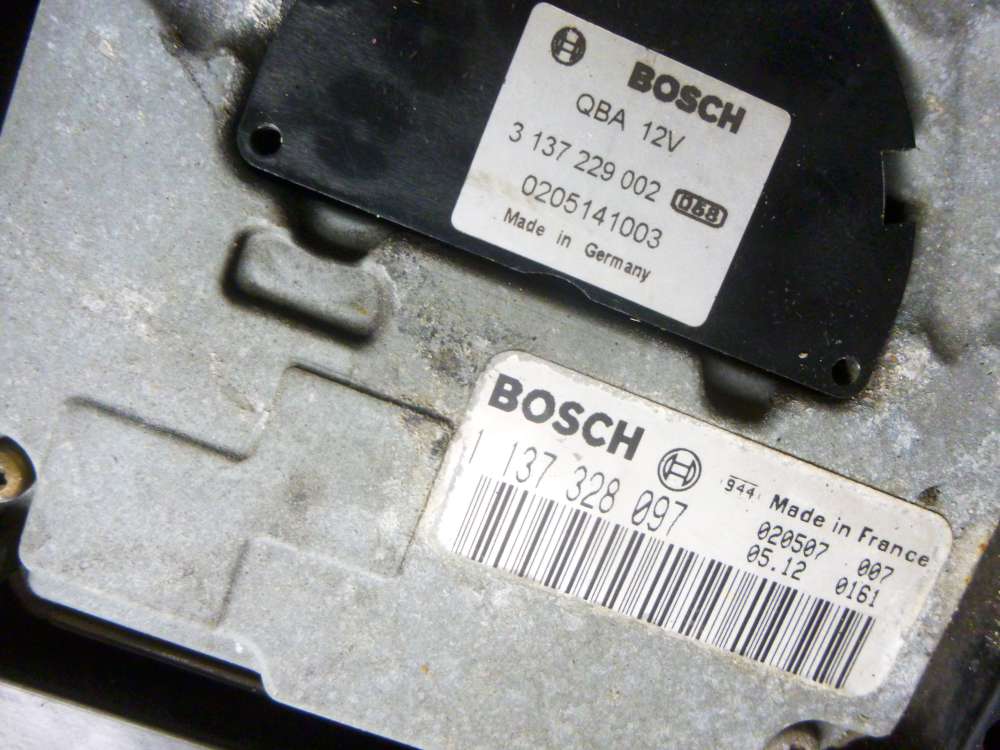 BOSCH
QBA 12V
3 137 229 002 058
0205141003
Made in Germany
BOSCH
1 137 328 097
944 Made in France
020507 007
05.12 0161